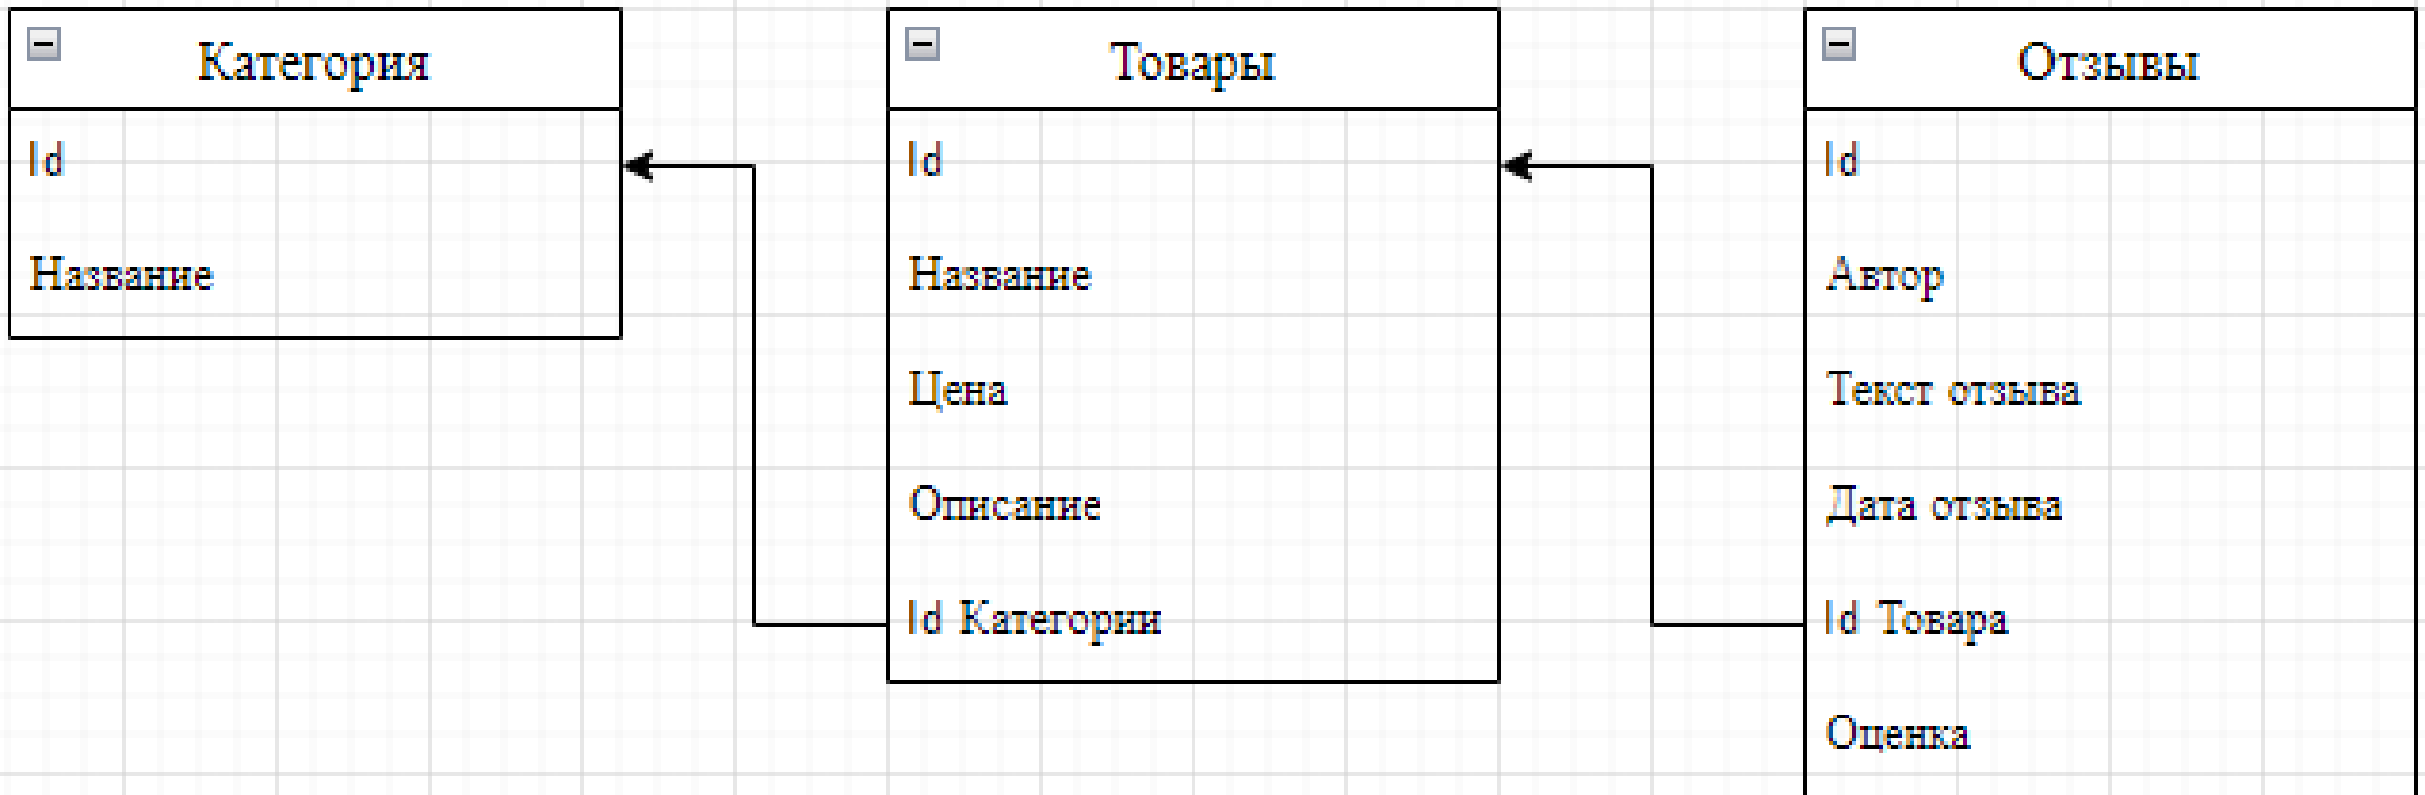 Категория
Id
Название
Товары
Id
Название
Цена
Описание
Id Категории
Отзывы
Id
Автор
Текст отзыва
Дата отзыва
Id Товара
Оценка